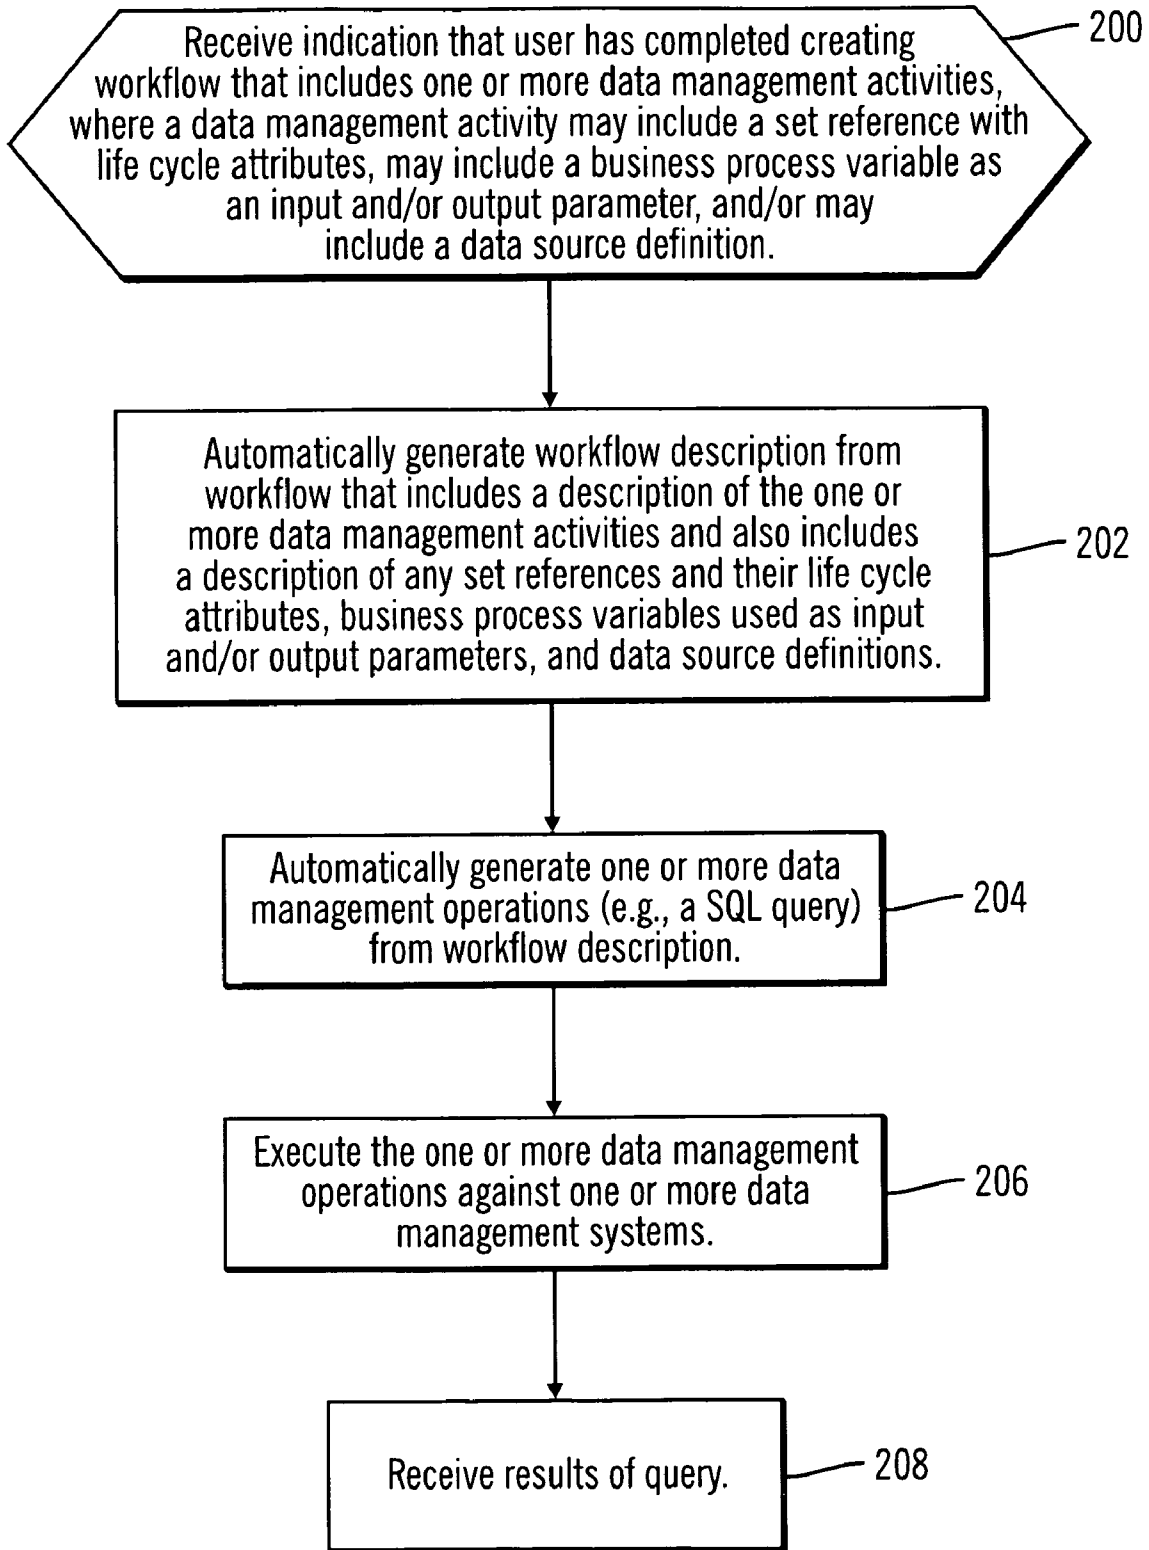 200
Receive indication that user has completed creating
workflow that includes one or more data management activities,
where a data management activity may include a set reference with
life cycle attributes, may include a business process variable as
an input and/or output parameter, and/or may
include a data source definition.
Automatically generate workflow description from
workflow that includes a description of the one or
more data management activities and also includes
a description of any set references and their life cycle
attributes, business process variables used as input
and/or output parameters, and data source definitions.
202
Automatically generate one or more data
management operations (e.g., a SQL query)
from workflow description.
204
Execute the one or more data management
operations against one or more data
management systems.
206
Receive results of query.
208